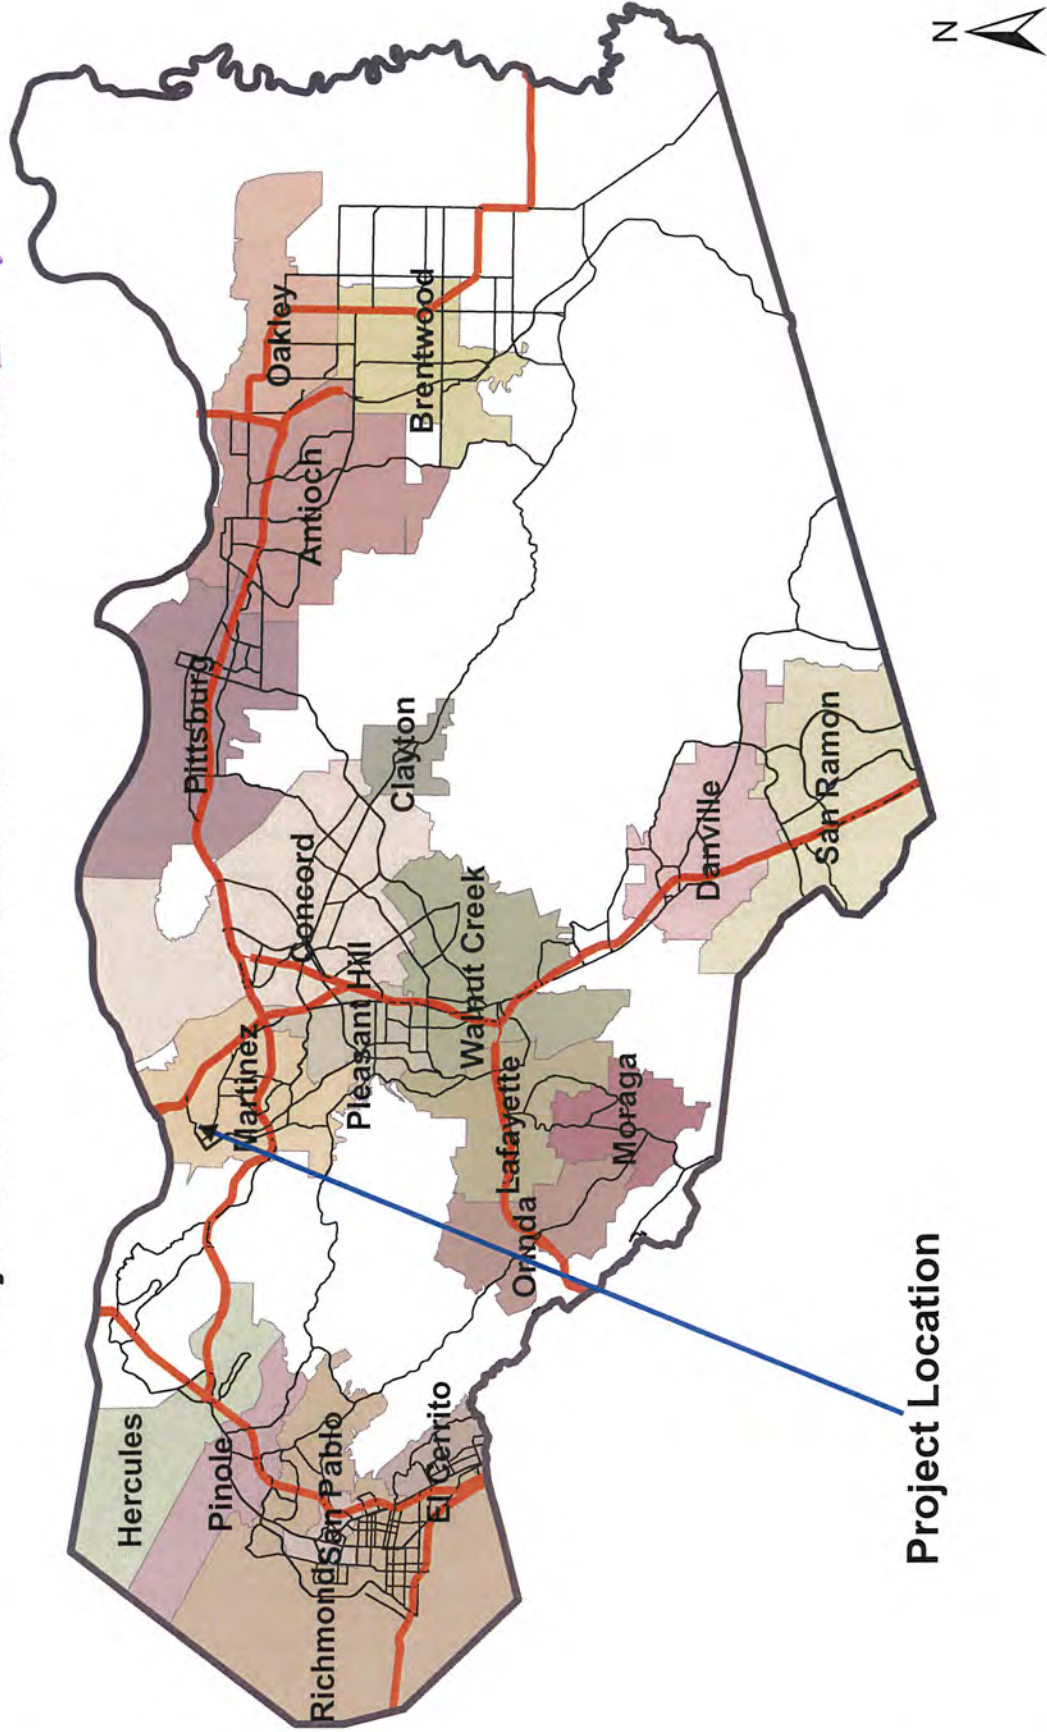 Hercules
Pinole
Richmond
San Pablo
El Cerrito
Martinez
Pleasant Hill
Concord
Pittsburg
Clayton
Walnut Creek
Lafayette
Orinda
Moraga
Danville
San Ramon
Antioch
Oakley
Brentwood
Project Location
N